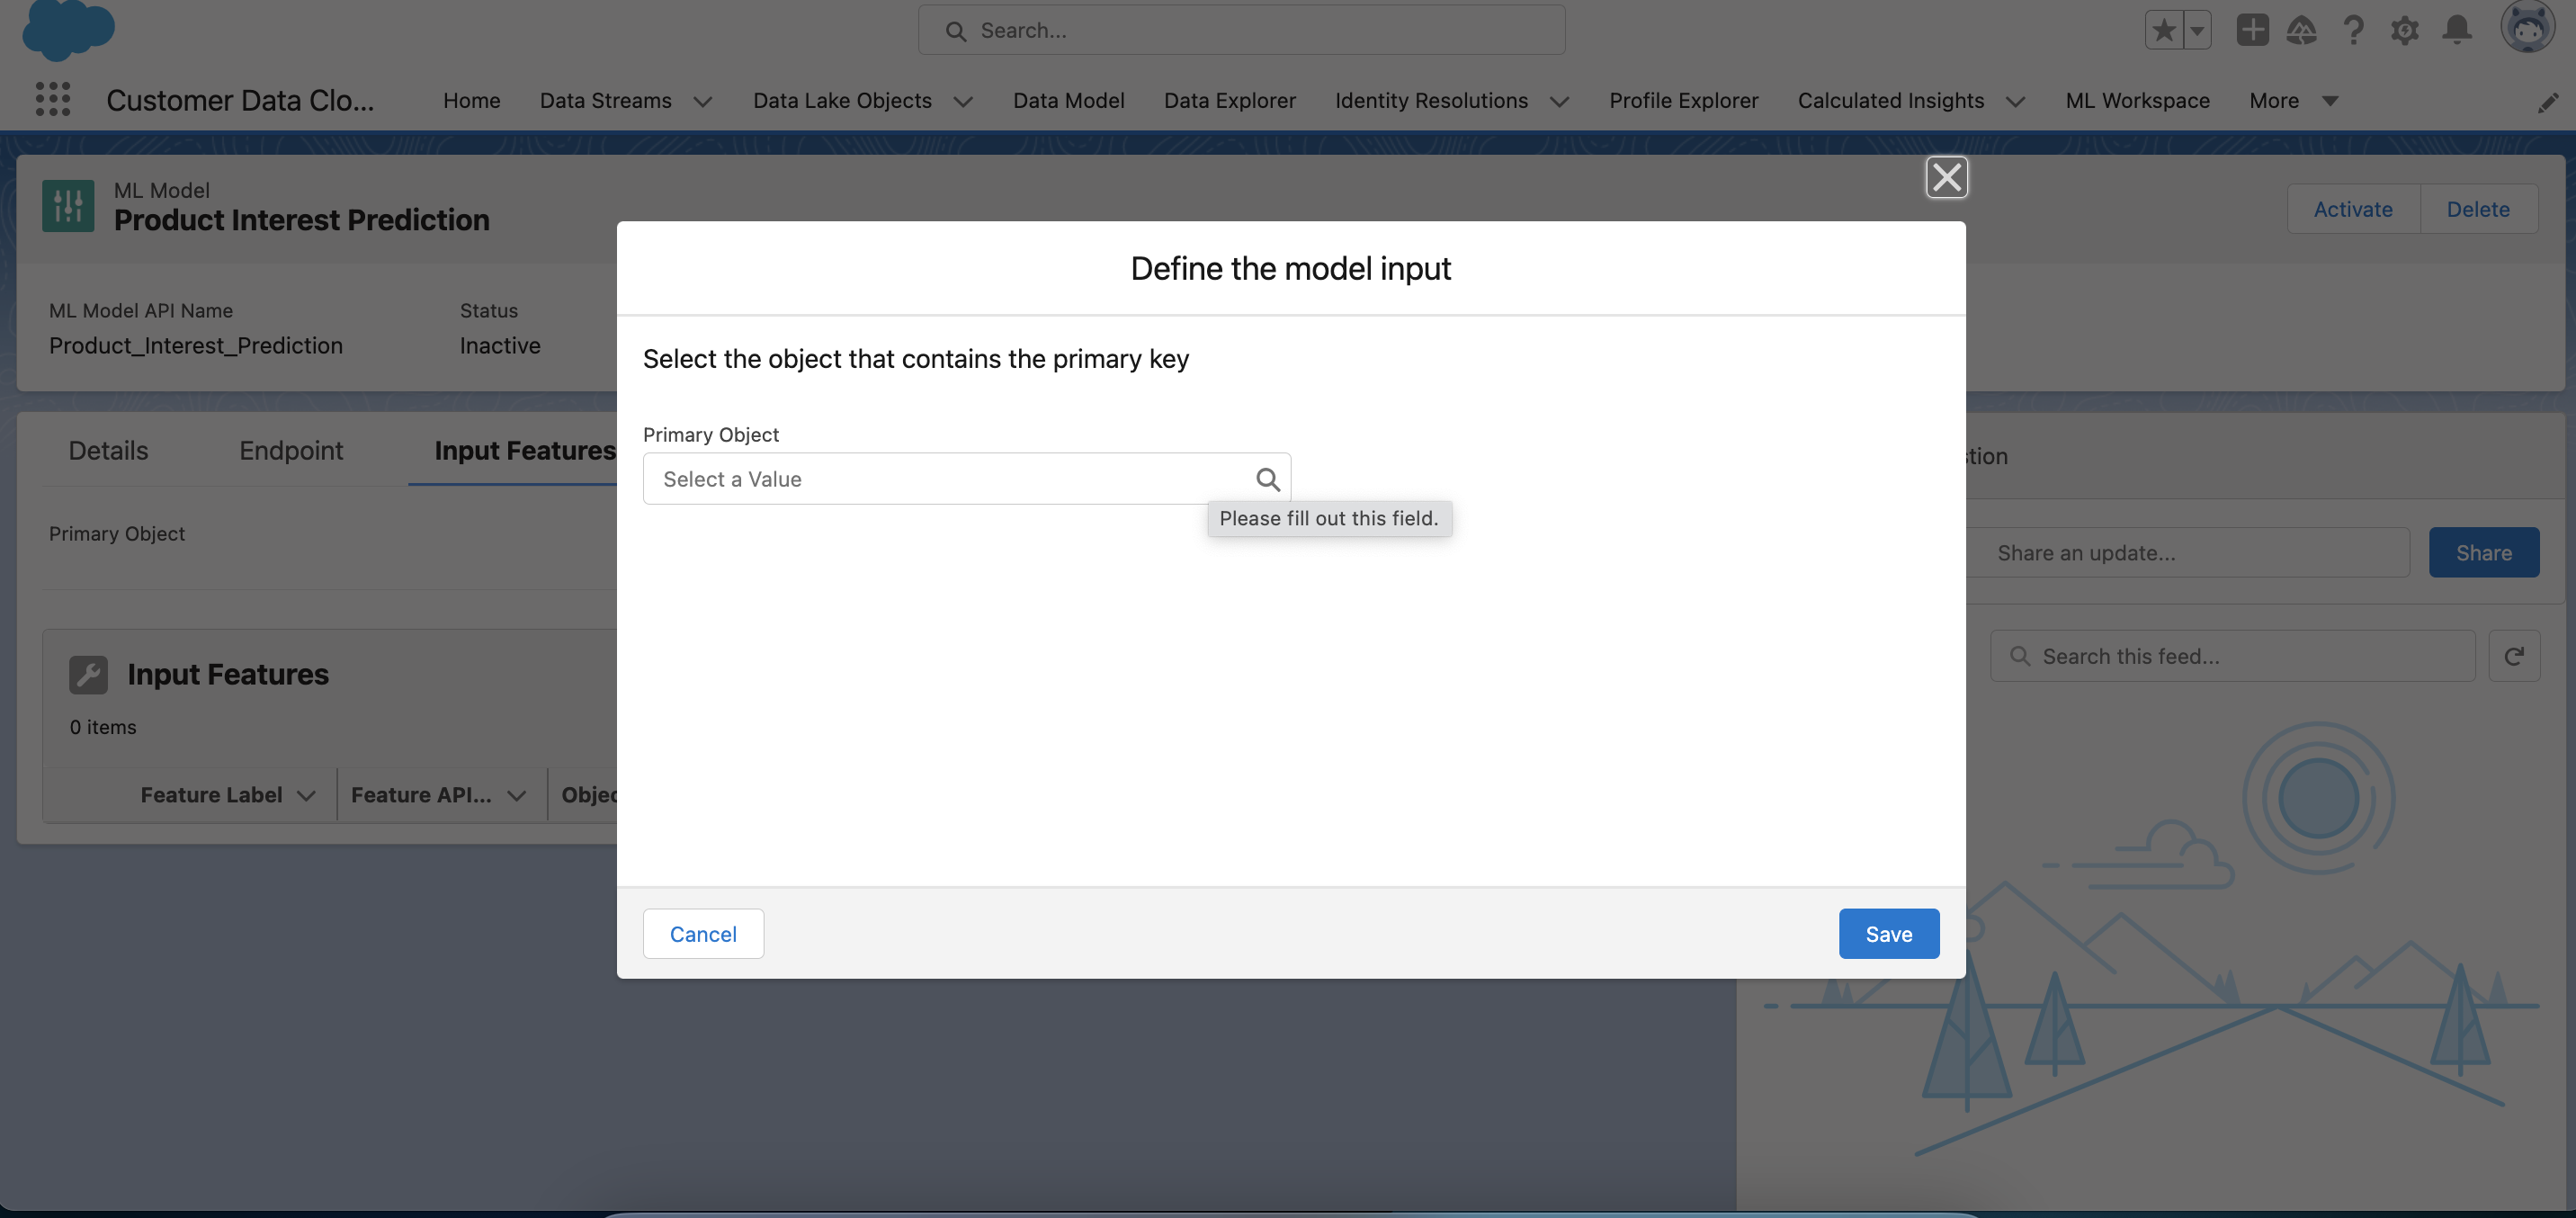 Search...
Customer Data Clo...
Home
Data Streams
Data Lake Objects
Data Model
Data Explorer
Identity Resolutions
Profile Explorer
Calculated Insights
ML Workspace
More
ML Model
Product Interest Prediction
Activate
Delete
ML Model API Name
Product_Interest_Prediction
Status
Inactive
Define the model input
Select the object that contains the primary key
Primary Object
Select a Value
Please fill out this field.
Cancel
Save
Details
Endpoint
Input Features
Primary Object
Input Features
0 items
Feature Label
Feature API...
Objec
stion
Share an update...
Share
Search this feed...